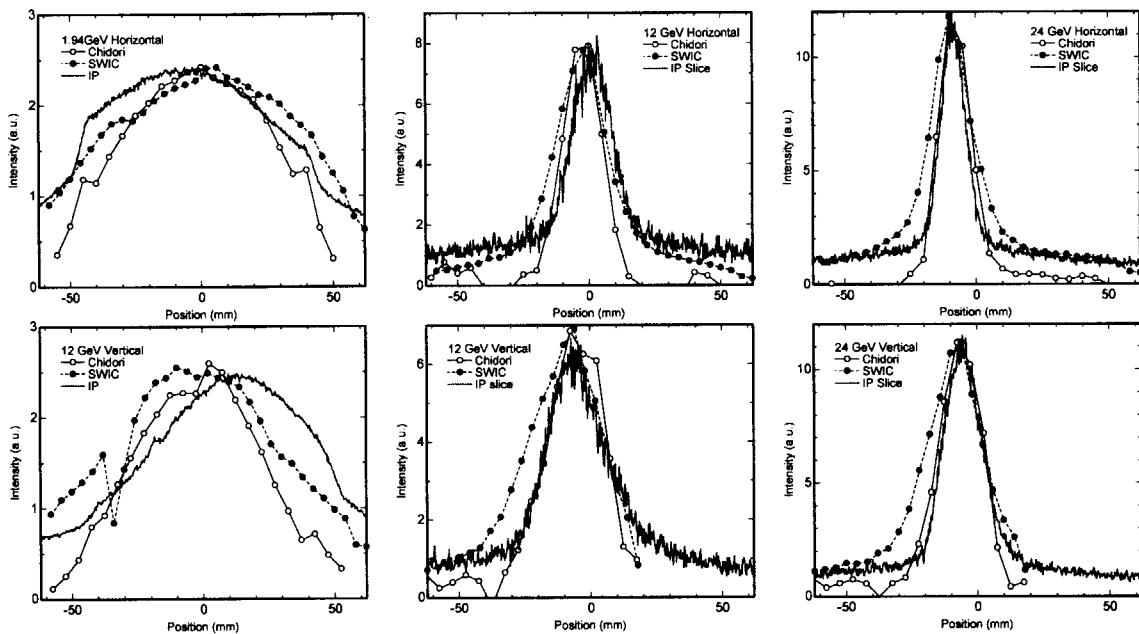 1.94GeV Horizontal
Chidori
SWIC
IP
Intensity (a.u.)
3
2
1
0
-50
0
50
Position (mm)
12 GeV Horizontal
Chidori
SWIC
IP Slice
Intensity (a.u.)
8
6
4
2
0
-50
0
50
Position (mm)
24 GeV Horizontal
Chidori
SWIC
IP Slice
Intensity (a.u.)
10
5
0
-50
0
50
Position (mm)
12 GeV Vertical
Chidori
SWIC
IP
Intensity (a.u.)
3
2
1
0
-50
0
50
Position (mm)
12 GeV Vertical
Chidori
SWIC
IP slice
Intensity (a.u.)
6
4
2
0
-50
0
50
Position (mm)
24 GeV Vertical
Chidori
SWIC
IP Slice
Intensity (a.u.)
10
5
0
-50
0
50
Position (mm)